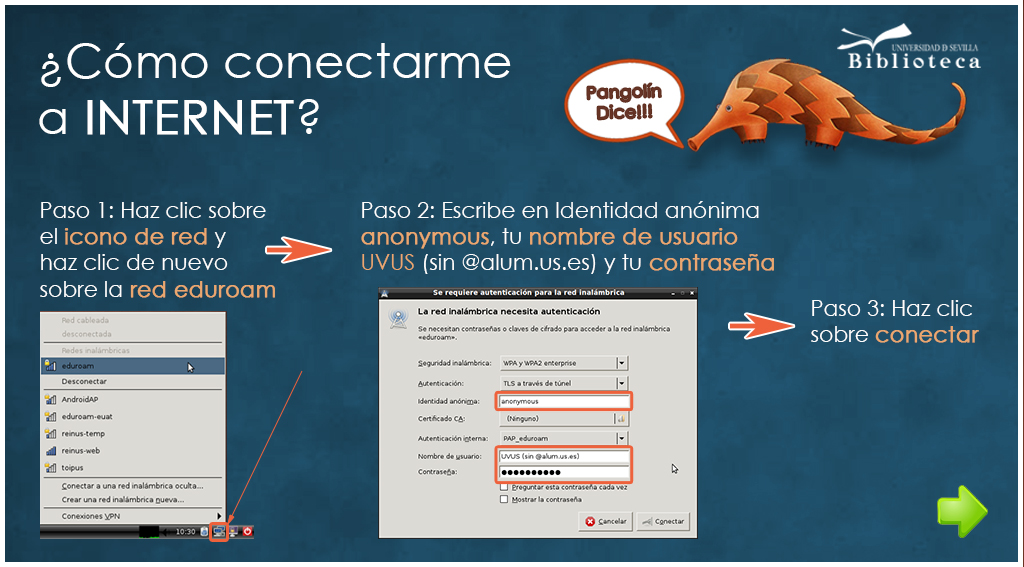 ¿Cómo conectarme
a INTERNET?
Pangolín
Dice!!!
UNIVERSIDAD D SEVILLA
Biblioteca
Paso 1: Haz clic sobre
el icono de red y
haz clic de nuevo
sobre la red eduroam
Paso 2: Escribe en Identidad anónima
anonymous, tu nombre de usuario
UVUS (sin @alum.us.es) y tu contraseña
Paso 3: Haz clic
sobre conectar
Red cableada
desconectada
Redes inalámbricas
eduroam
Desconectar
AndroidAP
eduroam-euat
reinus-temp
reinus-web
toipus
Conectar a una red inalámbrica oculta...
Crear una red inalámbrica nueva...
Conexiones VPN
10:30
Se requiere autenticación para la red inalámbrica
La red inalámbrica necesita autenticación
Se necesitan contraseñas o claves de cifrado para acceder a la red inalámbrica
«eduroam».
Seguridad inalámbrica: WPA y WPA2 enterprise
Autenticación: TLS a través de túnel
Identidad anónima: anonymous
Certificado CA: (Ninguno)
Autenticación interna: PAP_eduroam
Nombre de usuario: UVUS (sin @alum.us.es)
Contraseña: ●●●●●●●●●●
Preguntar esta contraseña cada vez
Mostrar la contraseña
Cancelar Conectar